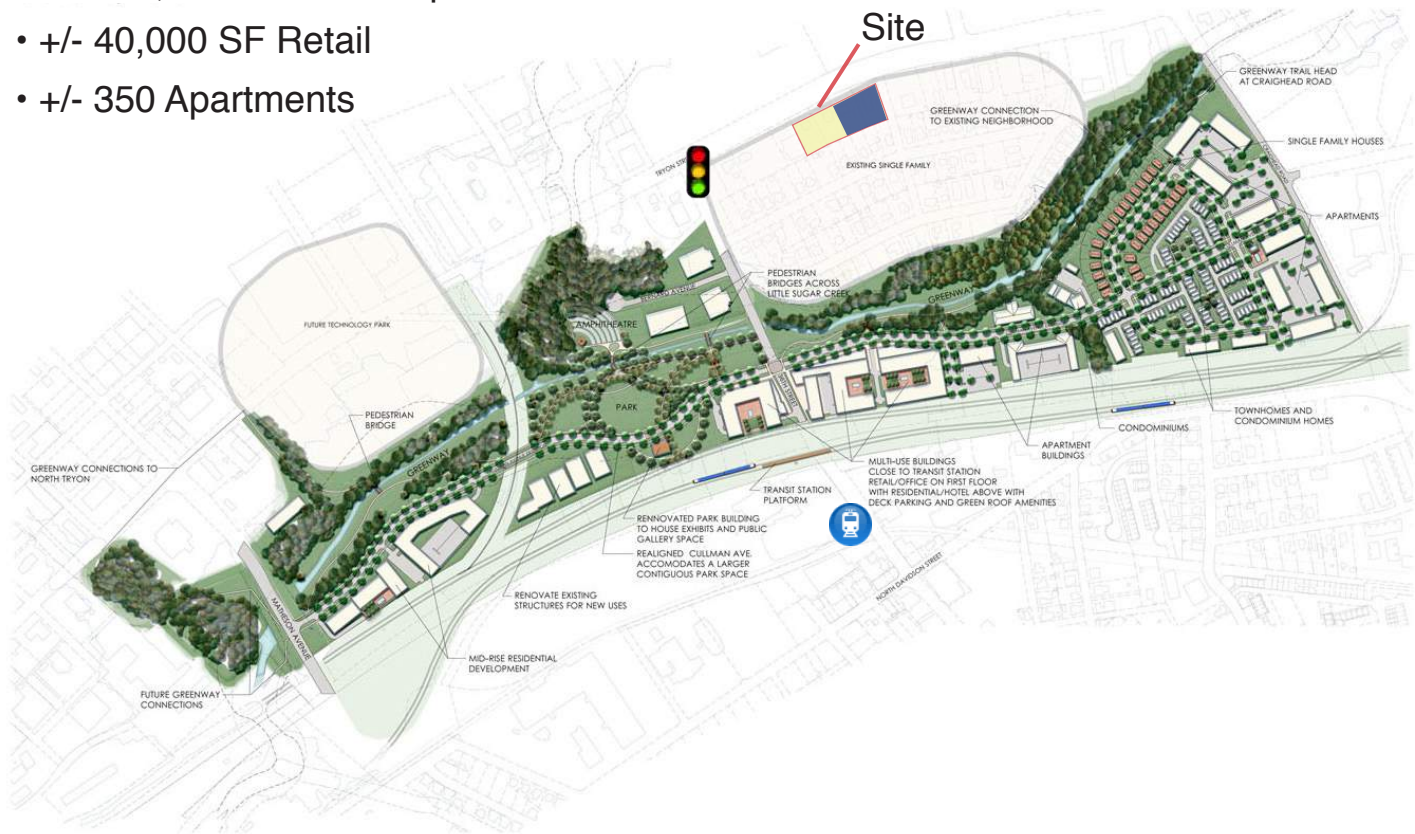 • +/- 40,000 SF Retail
• +/- 350 Apartments
Site
GREENWAY TRAIL HEAD
AT CRAIGHEAD ROAD
GREENWAY CONNECTION
TO EXISTING NEIGHBORHOOD
SINGLE FAMILY HOUSES
EXISTING SINGLE FAMILY
APARTMENTS
PEDESTRIAN
BRIDGES ACROSS
LITTLE SUGAR CREEK
BERNARD AVENUE
GREENWAY
AMPHITHEATRE
FUTURE TECHNOLOGY PARK
PARK
PEDESTRIAN
BRIDGE
TOWNHOMES AND
CONDOMINIUM HOMES
CONDOMINIUMS
APARTMENT
BUILDINGS
GREENWAY CONNECTIONS TO
NORTH TRYON
GREENWAY
MULTI-USE BUILDINGS
CLOSE TO TRANSIT STATION
RETAIL/OFFICE ON FIRST FLOOR
WITH RESIDENTIAL/HOTEL ABOVE WITH
DECK PARKING AND GREEN ROOF AMENITIES
TRANSIT STATION
PLATFORM
RENNOVATED PARK BUILDING
TO HOUSE EXHIBITS AND PUBLIC
GALLERY SPACE
REALIGNED CULLMAN AVE.
ACCOMODATES A LARGER
CONTIGUOUS PARK SPACE
NORTH DAVIDSON STREET
RENOVATE EXISTING
STRUCTURES FOR NEW USES
MATHESON AVENUE
MID-RISE RESIDENTIAL
DEVELOPMENT
FUTURE GREENWAY
CONNECTIONS